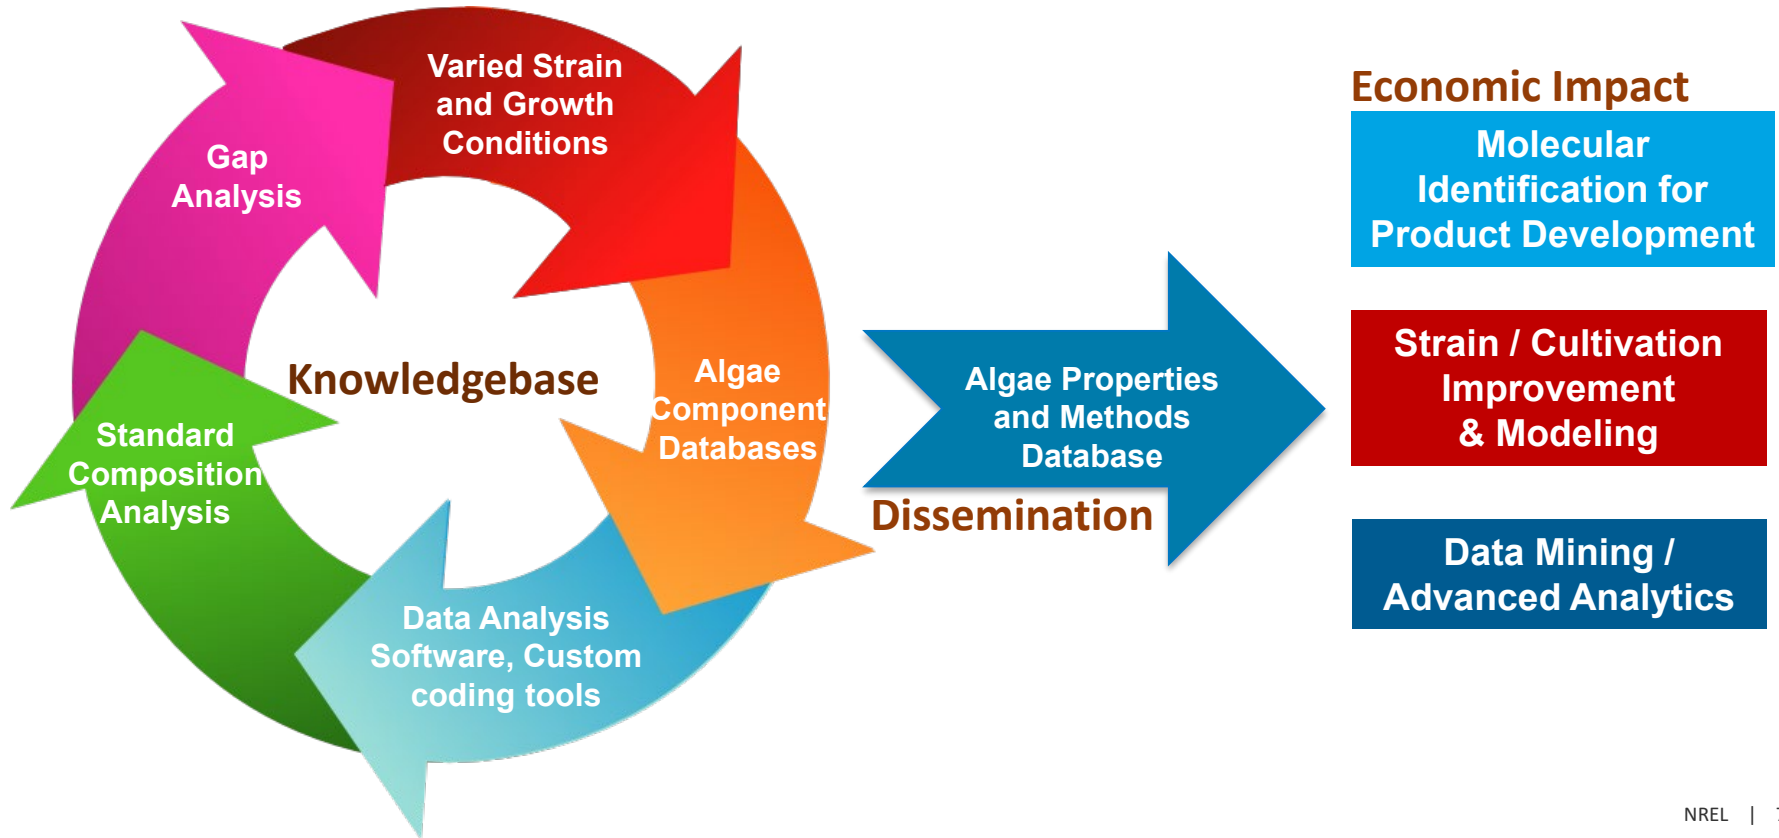 Varied Strain
and Growth
Conditions
Gap
Analysis
Knowledgebase
Algae
Component
Databases
Standard
Composition
Analysis
Data Analysis
Software, Custom
coding tools
Algae Properties
and Methods
Database
Dissemination
Economic Impact
Molecular
Identification for
Product Development
Strain / Cultivation
Improvement
& Modeling
Data Mining /
Advanced Analytics
NREL |